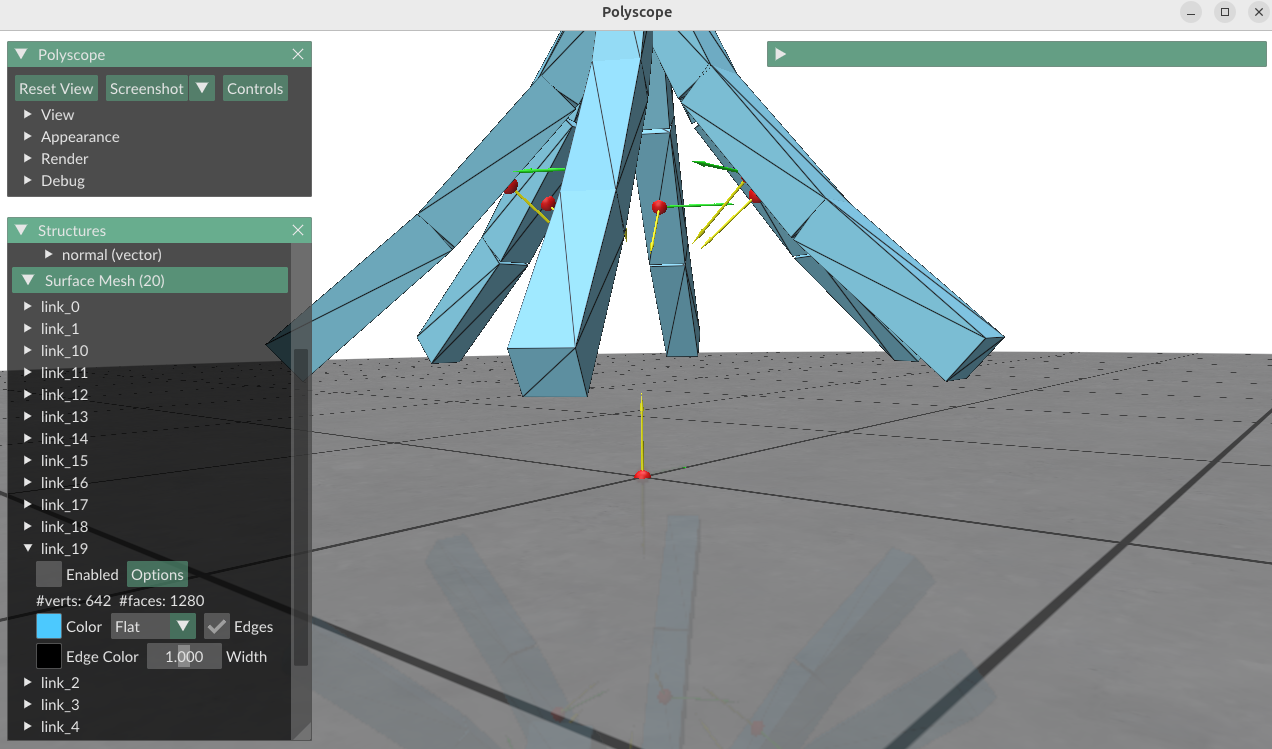 Polyscope
Polyscope
Reset View Screenshot Controls
View
Appearance
Render
Debug
Structures
normal (vector)
Surface Mesh (20)
link_0
link_1
link_10
link_11
link_12
link_13
link_14
link_15
link_16
link_17
link_18
link_19
Enabled Options
#verts: 642 #faces: 1280
Color Flat Edges
Edge Color 1.000 Width
link_2
link_3
link_4